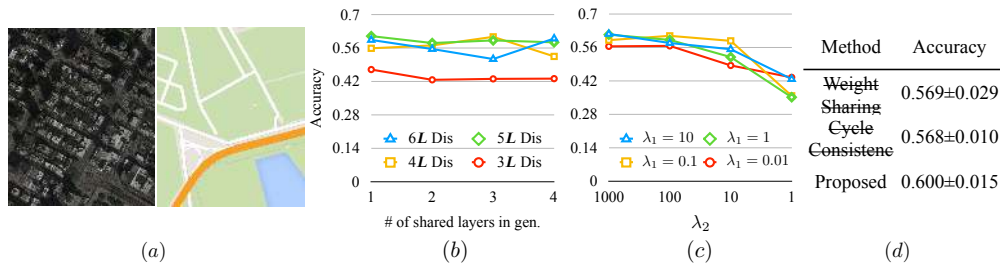 0.7
0.56
0.42
0.28
0.14
0
Accuracy
6L Dis
5L Dis
4L Dis
3L Dis
1 2 3 4
# of shared layers in gen.
0.7
0.56
0.42
0.28
0.14
0
λ₁ = 10
λ₁ = 1
λ₁ = 0.1
λ₁ = 0.01
1000 100 10 1
λ₂
Method Accuracy
Weight
Sharing 0.569±0.029
Cycle
Consistenc 0.568±0.010
Proposed 0.600±0.015
(a) (b) (c) (d)